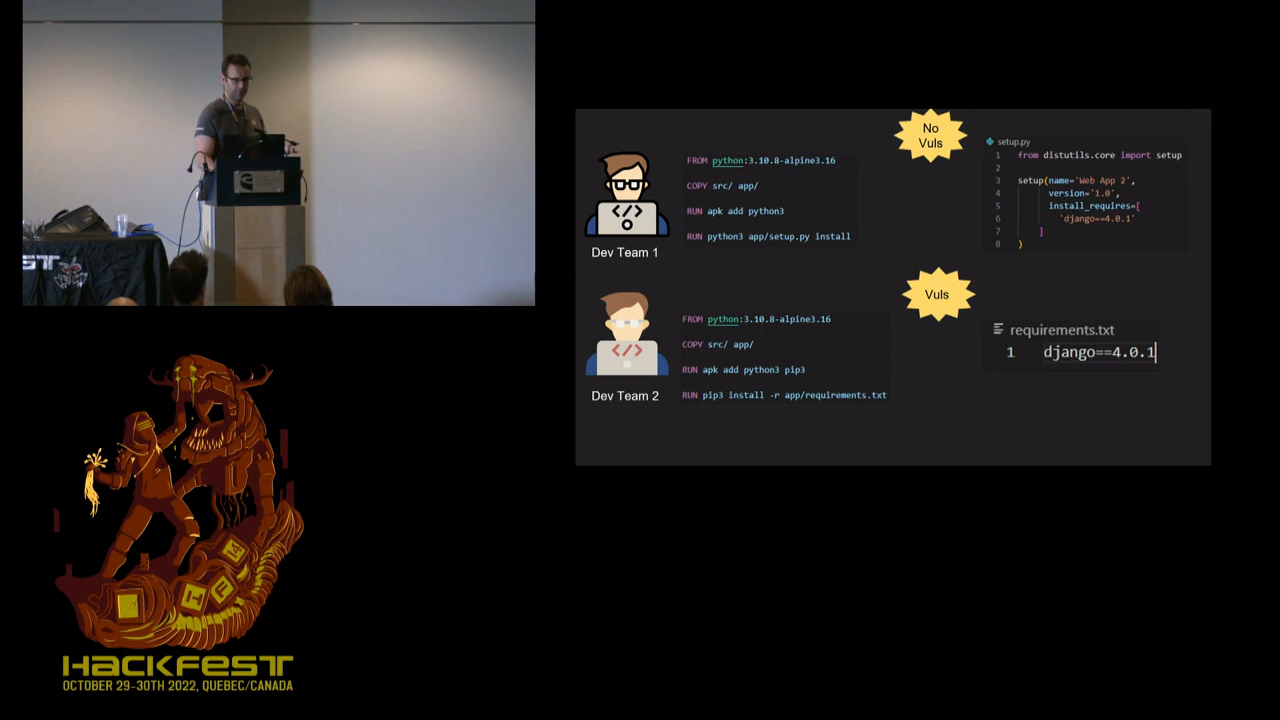 No
Vuls
FROM python:3.10.8-alpine3.16
COPY src/ app/
RUN apk add python3
RUN python3 app/setup.py install
Dev Team 1
setup.py
1 from distutils.core import setup
2
3 setup(name='Web App 2',
4 version='1.0',
5 install_requires=[
6 'django==4.0.1'
7 ]
8 )
Vuls
FROM python:3.10.8-alpine3.16
COPY src/ app/
RUN apk add python3 pip3
RUN pip3 install -r app/requirements.txt
Dev Team 2
requirements.txt
1 django==4.0.1
HACKFEST
OCTOBER 29-30TH 2022, QUEBEC/CANADA